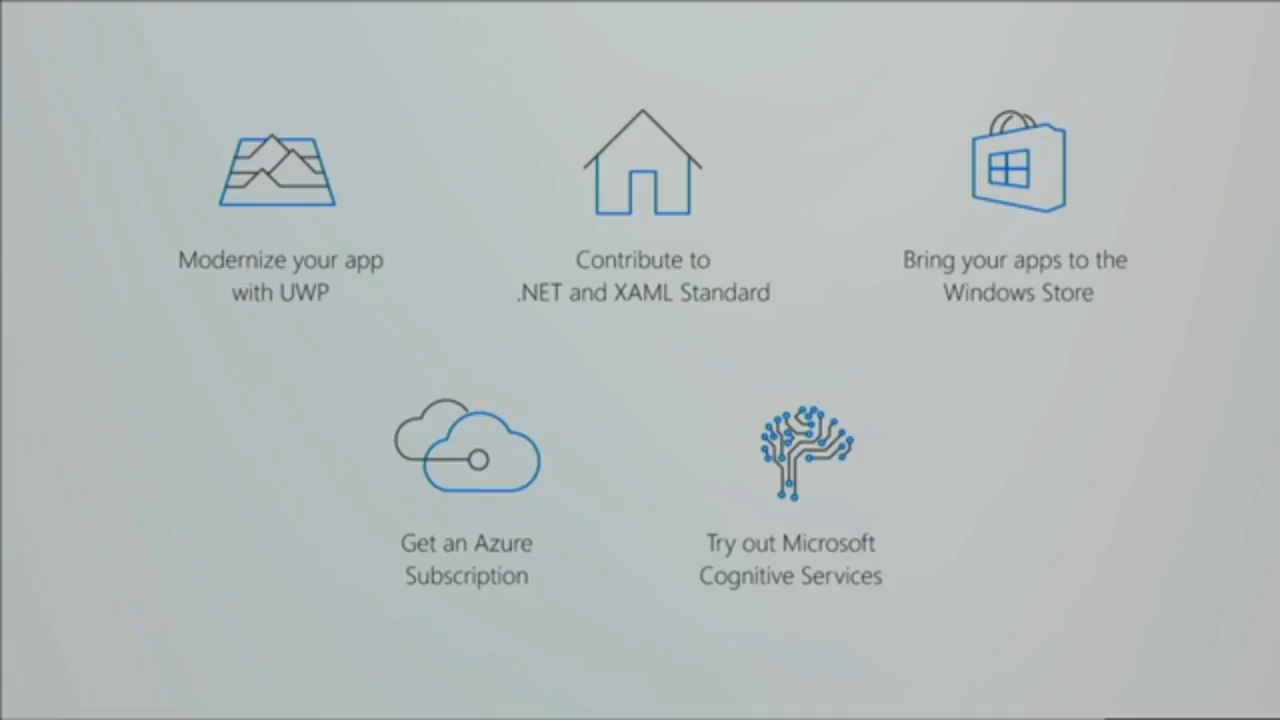 Modernize your app
with UWP
Contribute to
.NET and XAML Standard
Bring your apps to the
Windows Store
Get an Azure
Subscription
Try out Microsoft
Cognitive Services